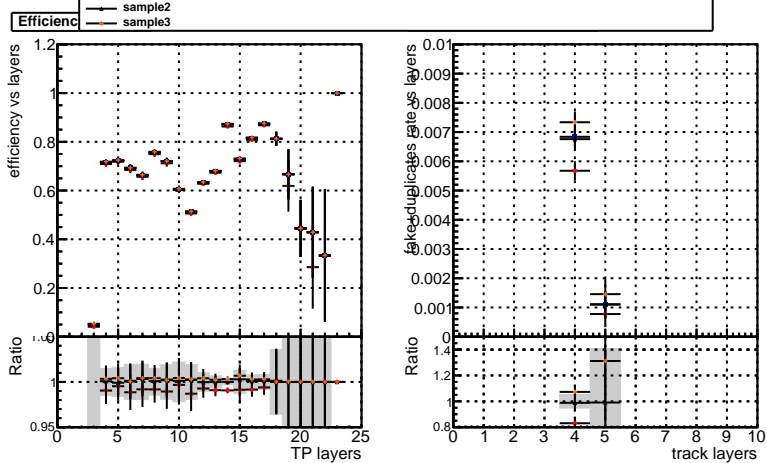 sample2
sample3
Efficienc
efficiency vs layers
1.2
1
0.8
0.6
0.4
0.2
0
Ratio
1
0.95
0 5 10 15 20 25
TP layers
fake+duplicates rate vs layers
0.01
0.009
0.008
0.007
0.006
0.005
0.004
0.002
0.001
0
Ratio
1.4
1.2
1
0.8
0 1 2 3 4 5 6 7 8 9 10
track layers